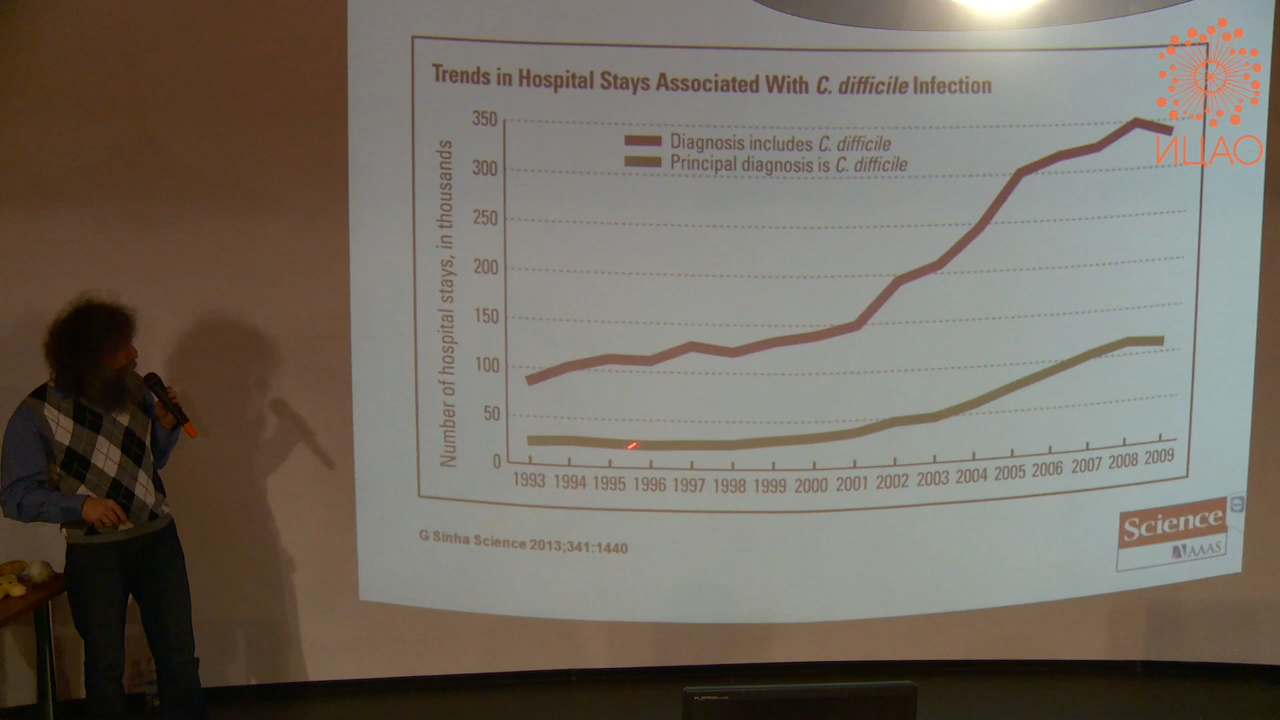 Trends in Hospital Stays Associated With C. difficile Infection
ИЦАО
350
300
250
200
150
100
50
0
Number of hospital stays, in thousands
Diagnosis includes C. difficile
Principal diagnosis is C. difficile
1993 1994 1995 1996 1997 1998 1999 2000 2001 2002 2003 2004 2005 2006 2007 2008 2009
G Sinha Science 2013;341:1440
Science
AAAS